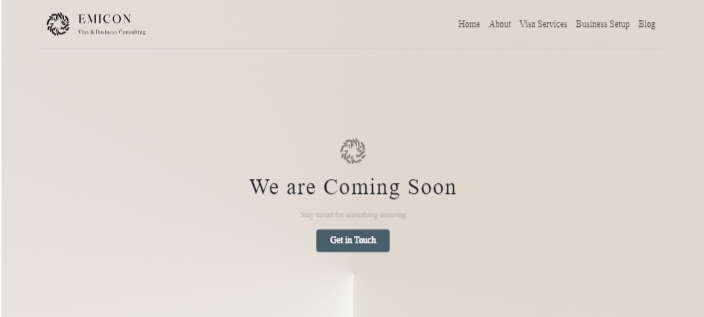 EMICON
Visa & Business Consulting
Home About Visa Services Business Setup Blog
We are Coming Soon
Stay tuned for something amazing
Get in Touch